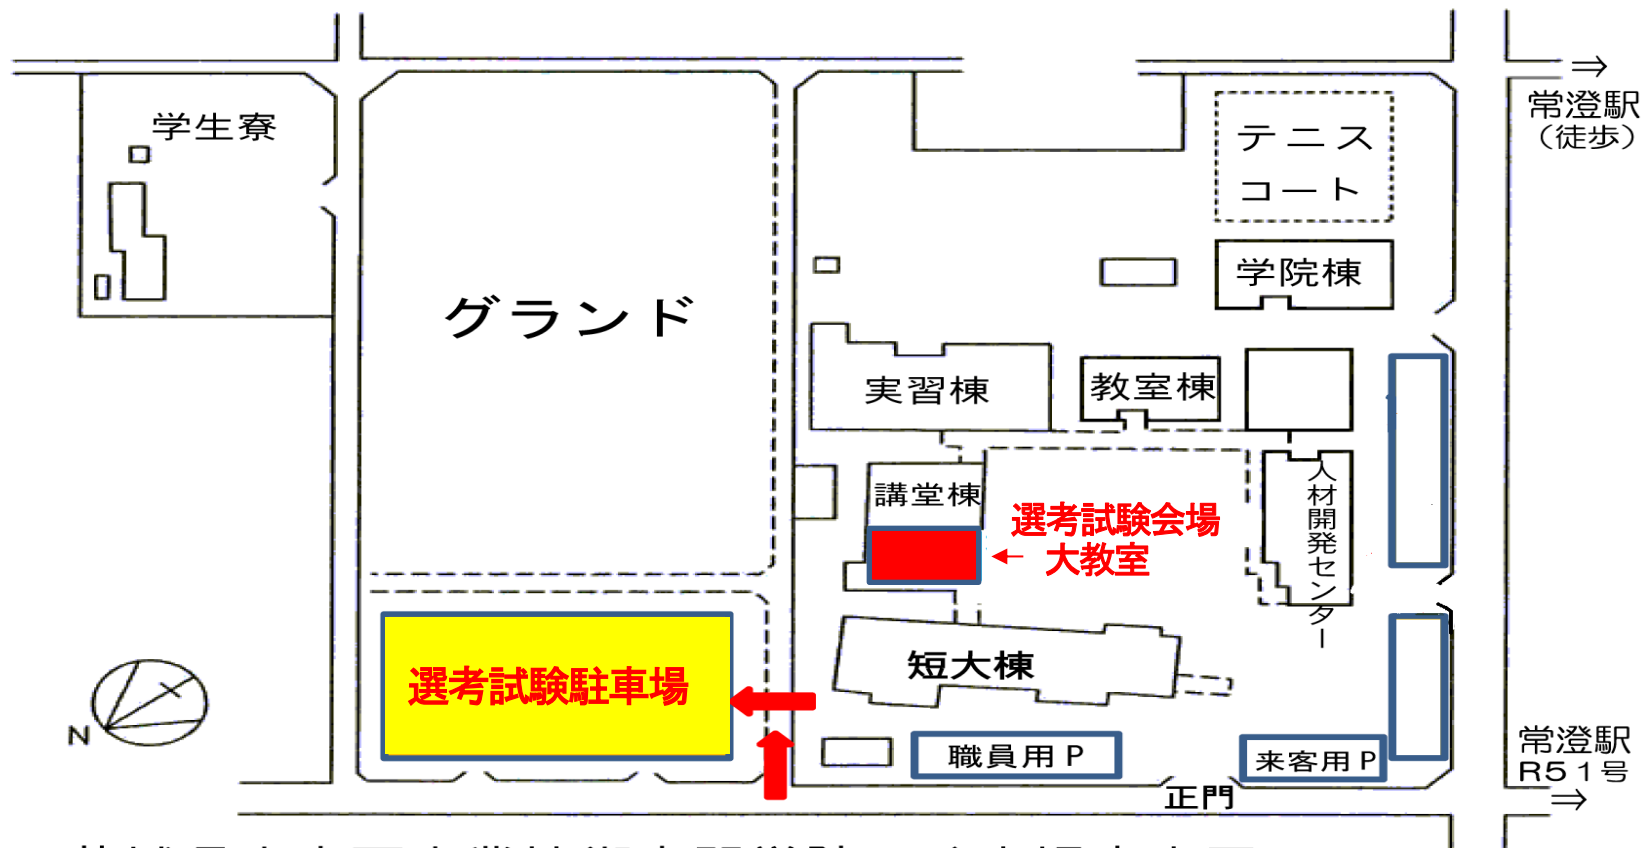 ⇒
常澄駅
（徒歩）
学生寮
テニス
コート
グランド
学院棟
実習棟
教室棟
講堂棟
選考試験会場
← 大教室
人材開発センター
選考試験駐車場
短大棟
N
職員用P
来客用P
正門
常澄駅
R51号
⇒